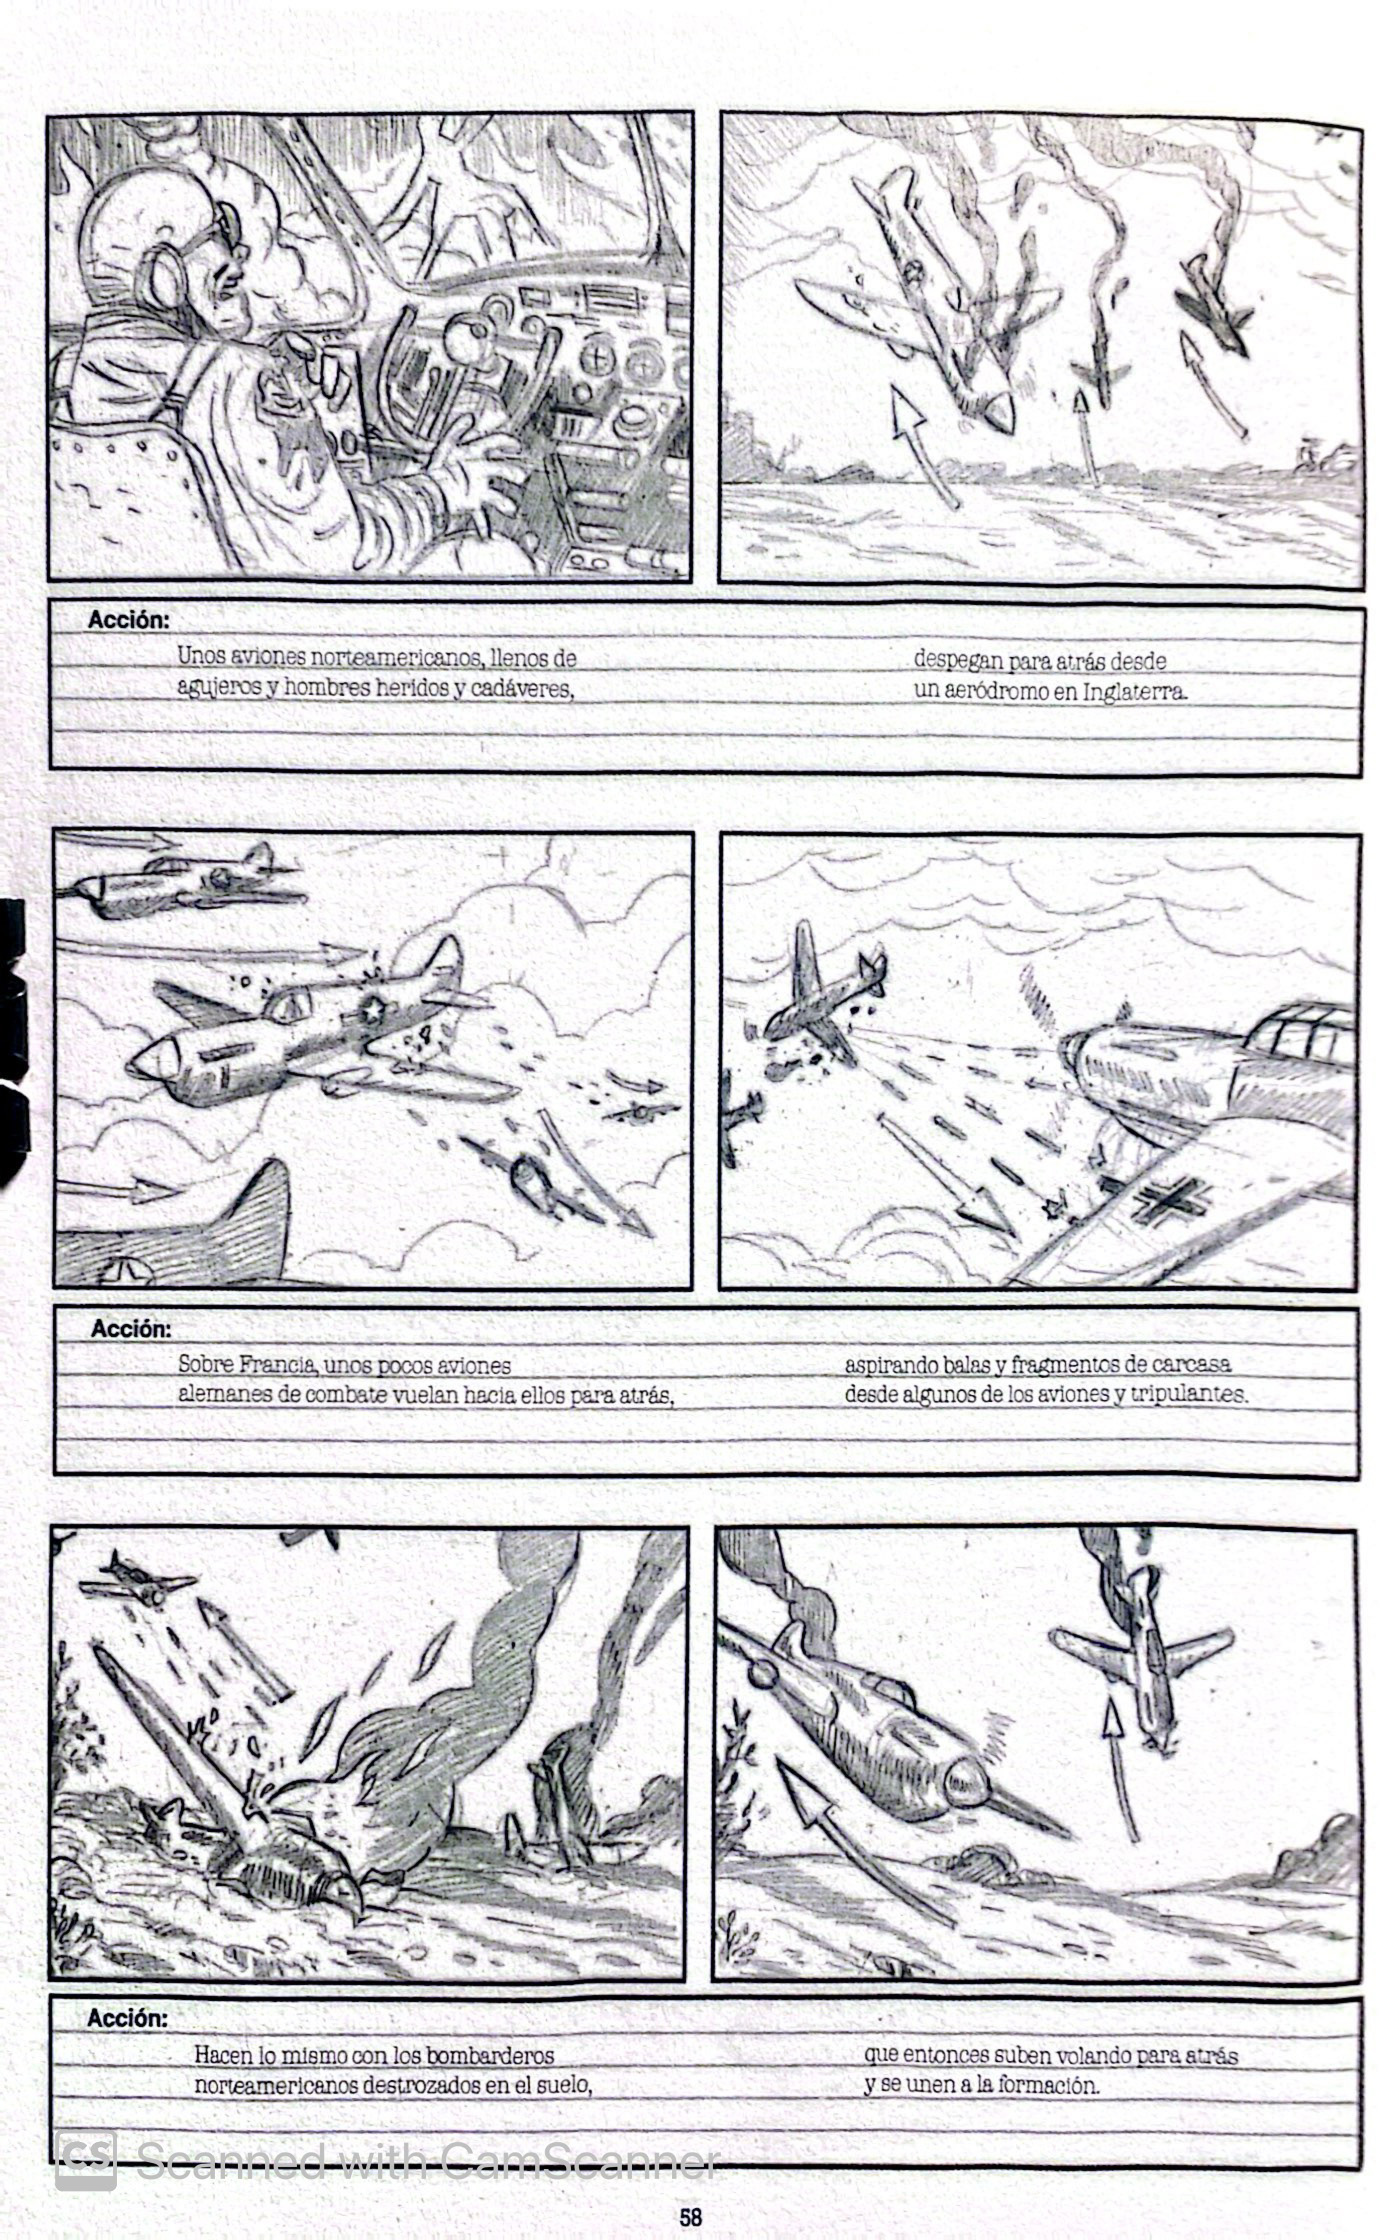 Acción:
Unos aviones norteamericanos, llenos de
agujeros y hombres heridos y cadáveres,
despegan para atrás desde
un aeródromo en Inglaterra.
Acción:
Sobre Francia, unos pocos aviones
alemanes de combate vuelan hacia ellos para atrás,
aspirando balas y fragmentos de carcasa
desde algunos de los aviones y tripulantes.
Acción:
Hacen lo mismo con los bombarderos
norteamericanos destrozados en el suelo,
que entonces suben volando para atrás
y se unen a la formación.
CS Scanned with CamScanner
58